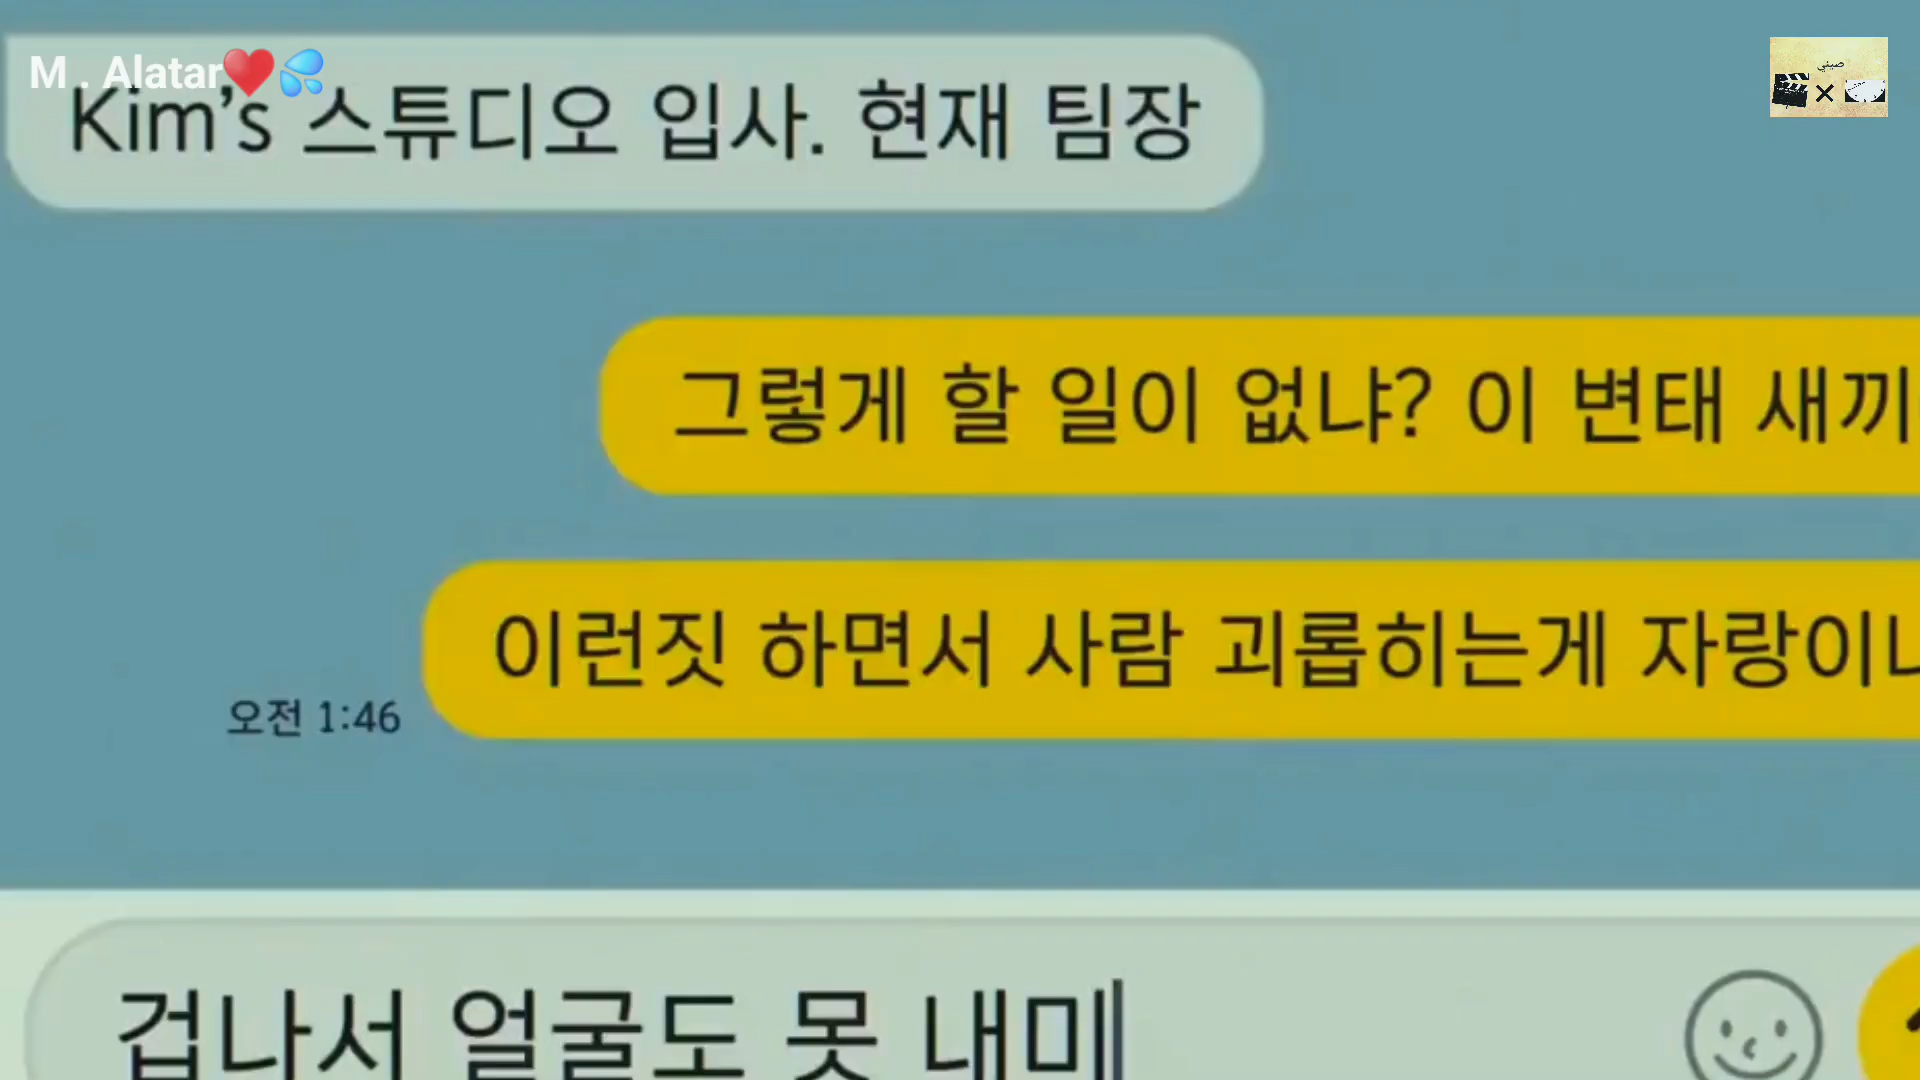 M . Alatar❤️💦
صيني
Kim's 스튜디오 입사. 현재 팀장
그렇게 할 일이 없냐? 이 변태 새끼
이런짓 하면서 사람 괴롭히는게 자랑이
오전 1:46
겁나서 얼굴도 못 내미